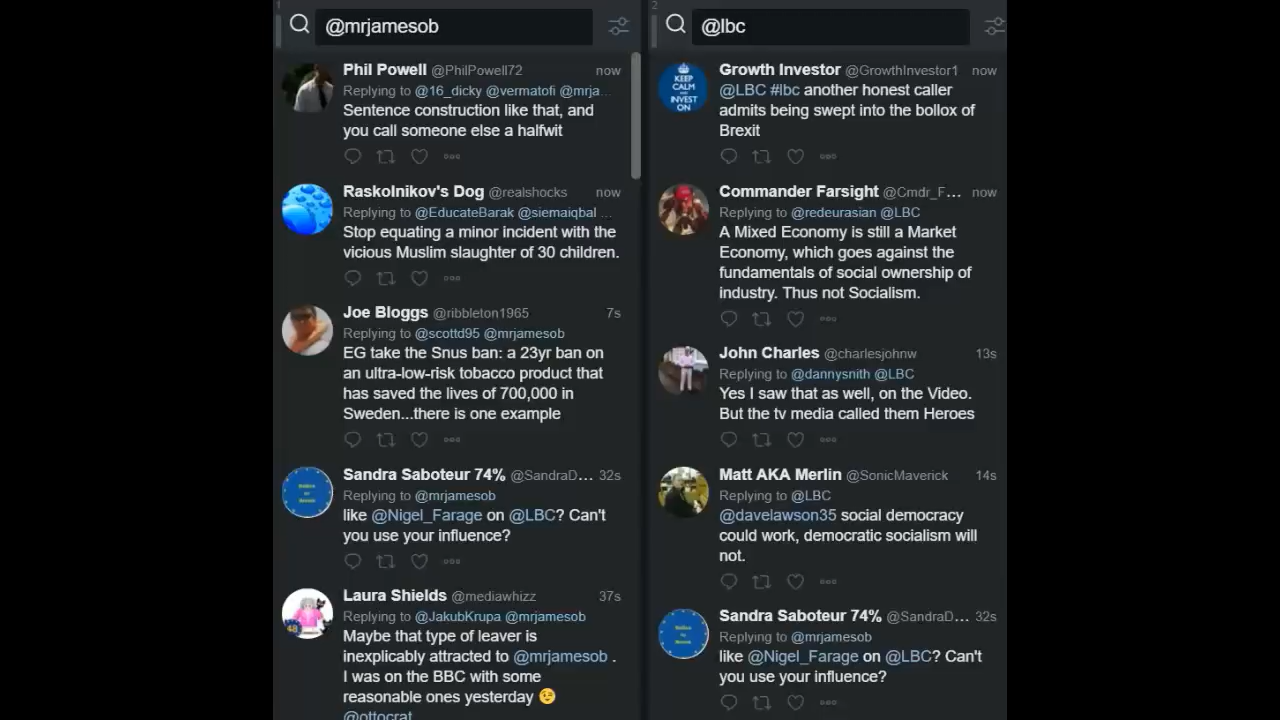 1
@mrjamesob
Phil Powell @PhilPowell72 now
Replying to @16_dicky @vermatofi @mrja...
Sentence construction like that, and
you call someone else a halfwit
Raskolnikov's Dog @realshocks now
Replying to @EducateBarak @siemaiqbal ...
Stop equating a minor incident with the
vicious Muslim slaughter of 30 children.
Joe Bloggs @ribbleton1965 7s
Replying to @scottd95 @mrjamesob
EG take the Snus ban: a 23yr ban on
an ultra-low-risk tobacco product that
has saved the lives of 700,000 in
Sweden...there is one example
Sandra Saboteur 74% @SandraD... 32s
Replying to @mrjamesob
like @Nigel_Farage on @LBC? Can't
you use your influence?
Laura Shields @mediawhizz 37s
Replying to @JakubKrupa @mrjamesob
Maybe that type of leaver is
inexplicably attracted to @mrjamesob .
I was on the BBC with some
reasonable ones yesterday 😉
@ottocrat
48
2
@lbc
KEEP
CALM
AND
INVEST
ON
Growth Investor @GrowthInvestor1 now
@LBC #lbc another honest caller
admits being swept into the bollox of
Brexit
Commander Farsight @Cmdr_F... now
Replying to @redeurasian @LBC
A Mixed Economy is still a Market
Economy, which goes against the
fundamentals of social ownership of
industry. Thus not Socialism.
John Charles @charlesjohnw 13s
Replying to @dannysnith @LBC
Yes I saw that as well, on the Video.
But the tv media called them Heroes
Matt AKA Merlin @SonicMaverick 14s
Replying to @LBC
@davelawson35 social democracy
could work, democratic socialism will
not.
Sandra Saboteur 74% @SandraD... 32s
Replying to @mrjamesob
like @Nigel_Farage on @LBC? Can't
you use your influence?